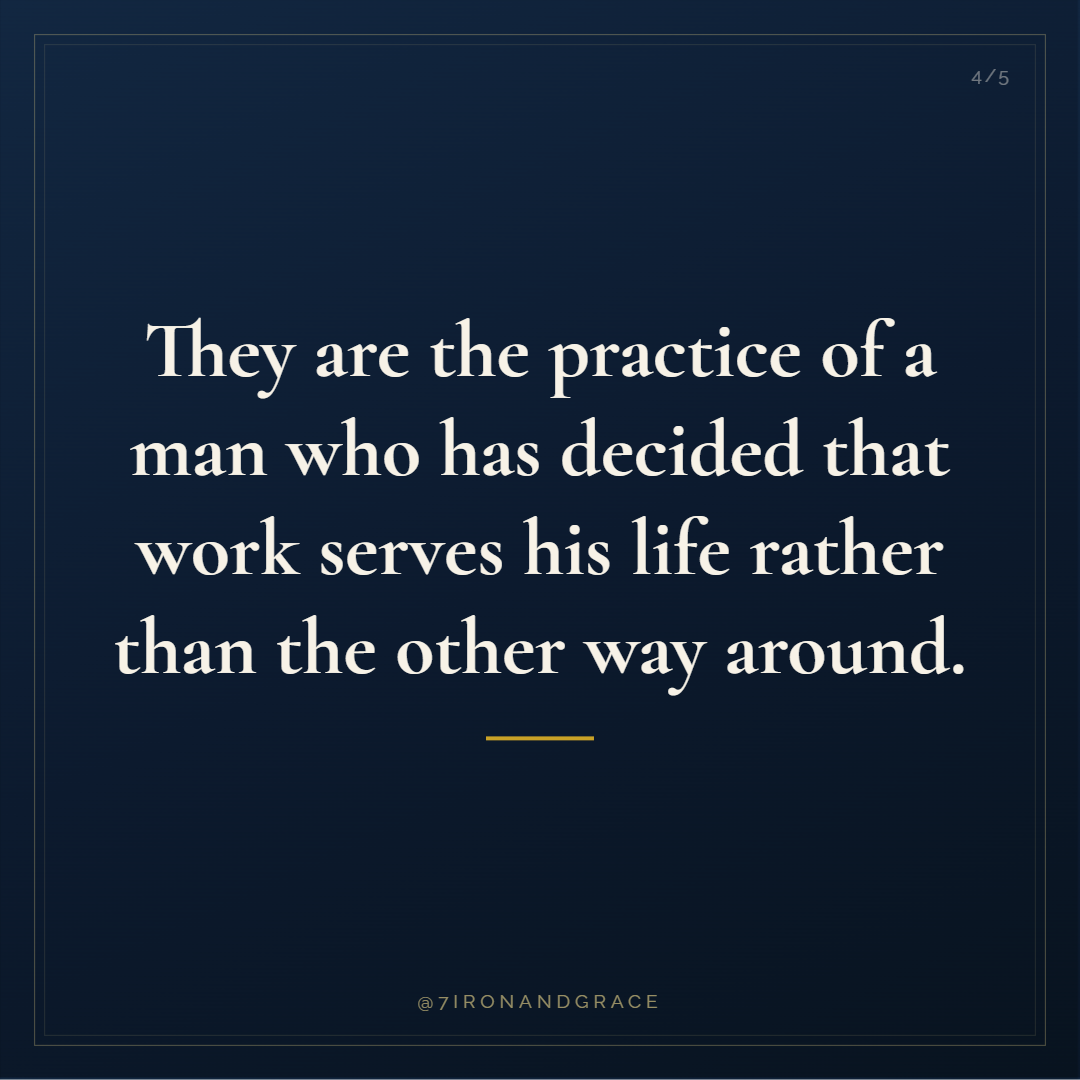 4/5
They are the practice of a
man who has decided that
work serves his life rather
than the other way around.
@7IRONANDGRACE